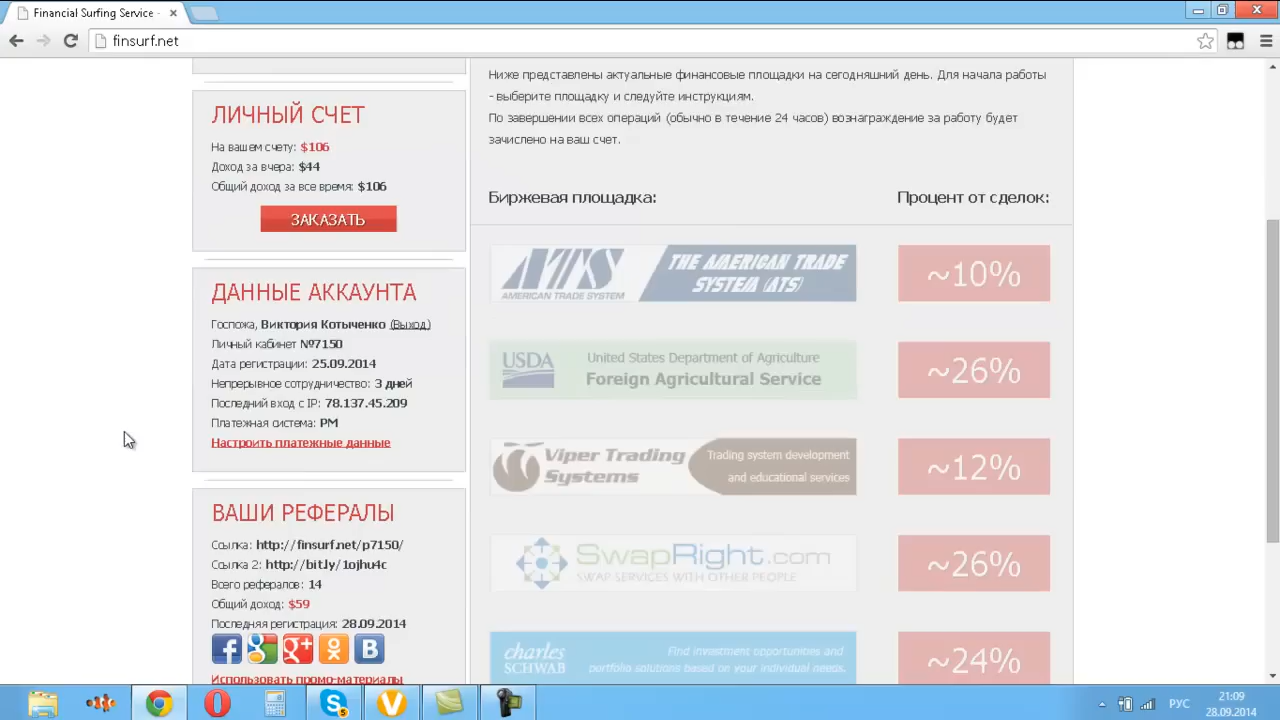 Financial Surfing Service -
finsurf.net
ЛИЧНЫЙ СЧЕТ
На вашем счету: $106
Доход за вчера: $44
Общий доход за все время: $106
ЗАКАЗАТЬ
ДАННЫЕ АККАУНТА
Госпожа, Виктория Котыченко (Выход)
Личный кабинет №7150
Дата регистрации: 25.09.2014
Непрерывное сотрудничество: 3 дней
Последний вход с IP: 78.137.45.209
Платежная система: PM
Настроить платежные данные
ВАШИ РЕФЕРАЛЫ
Ссылка: http://finsurf.net/p7150/
Ссылка 2: http://bit.ly/1ojhu4c
Всего рефералов: 14
Общий доход: $59
Последняя регистрация: 28.09.2014
Использовать промо-материалы
Ниже представлены актуальные финансовые площадки на сегодняшний день. Для начала работы
- выберите площадку и следуйте инструкциям.
По завершении всех операций (обычно в течение 24 часов) вознаграждение за работу будет
зачислено на ваш счет.
Биржевая площадка: Процент от сделок:
ATS
AMERICAN TRADE SYSTEM
THE AMERICAN TRADE
SYSTEM (ATS)
~10%
USDA
United States Department of Agriculture
Foreign Agricultural Service
~26%
Viper Trading
Systems
Trading system development
and educational services
~12%
SwapRight.com
SWAP SERVICES WITH OTHER PEOPLE
~26%
charles
SCHWAB
Find investment opportunities and
portfolio solutions based on your individual needs.
~24%
РУС
21:09
28.09.2014